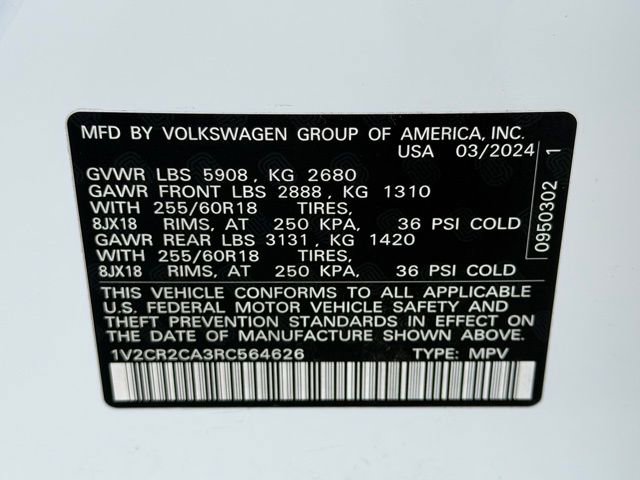 MFD BY VOLKSWAGEN GROUP OF AMERICA, INC.
USA 03/2024
GVWR LBS 5908, KG 2680
GAWR FRONT LBS 2888, KG 1310
WITH 255/60R18 TIRES,
8JX18 RIMS, AT 250 KPA, 36 PSI COLD
GAWR REAR LBS 3131, KG 1420
WITH 255/60R18 TIRES,
8JX18 RIMS, AT 250 KPA, 36 PSI COLD
THIS VEHICLE CONFORMS TO ALL APPLICABLE
U.S. FEDERAL MOTOR VEHICLE SAFETY AND
THEFT PREVENTION STANDARDS IN EFFECT
ON THE DATE OF MANUFACTURE SHOWN ABOVE.
1V2CR2CA3RC564626 TYPE: MPV
0950302 1